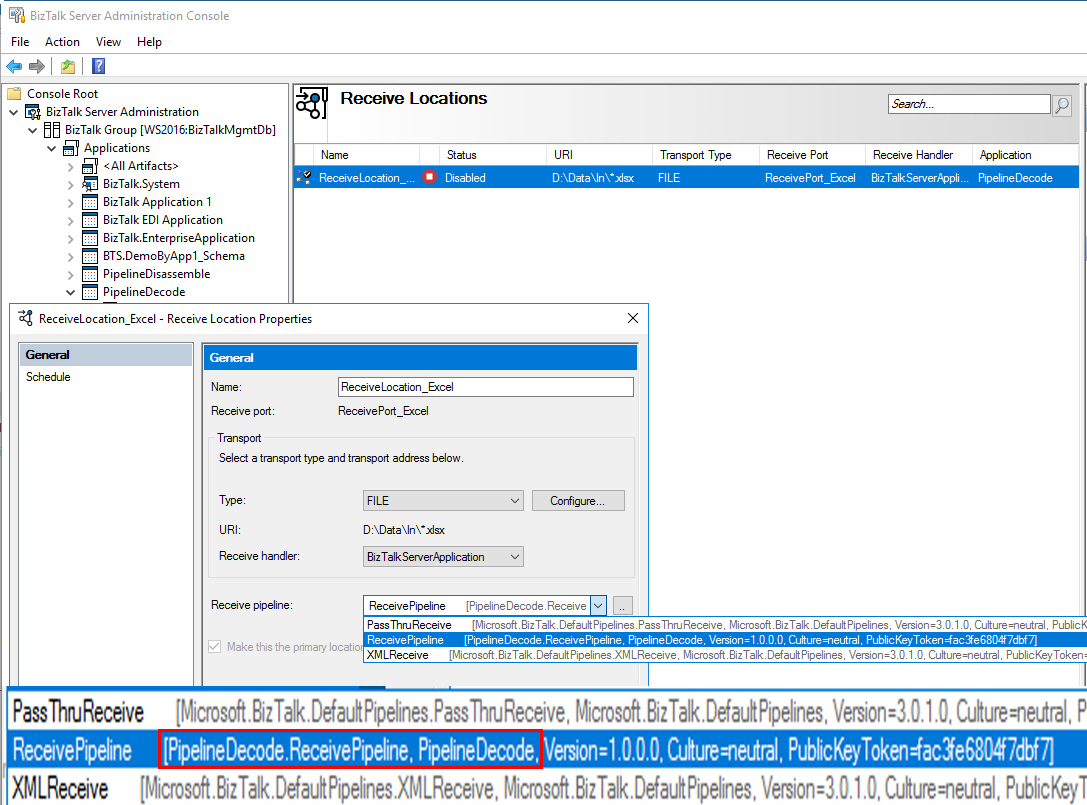 BizTalk Server Administration Console
File Action View Help
Console Root
BizTalk Server Administration
BizTalk Group [WS2016:BizTalkMgmtDb]
Applications
<All Artifacts>
BizTalk.System
BizTalk Application 1
BizTalk EDI Application
BizTalk.EnterpriseApplication
BTS.DemoByApp1_Schema
PipelineDisassemble
PipelineDecode
Receive Locations
Search...
Name Status URI Transport Type Receive Port Receive Handler Application
ReceiveLocation_... Disabled D:\Data\In\*.xlsx FILE ReceivePort_Excel BizTalkServerAppli... PipelineDecode
ReceiveLocation_Excel - Receive Location Properties
General
Schedule
General
Name: ReceiveLocation_Excel
Receive port: ReceivePort_Excel
Transport
Select a transport type and transport address below.
Type: FILE Configure...
URI: D:\Data\In\*.xlsx
Receive handler: BizTalkServerApplication
Receive pipeline: ReceivePipeline [PipelineDecode.Receive ..
PassThruReceive [Microsoft.BizTalk.DefaultPipelines.PassThruReceive, Microsoft.BizTalk.DefaultPipelines, Version=3.0.1.0, Culture=neutral, PublicK
ReceivePipeline [PipelineDecode.ReceivePipeline, PipelineDecode, Version=1.0.0.0, Culture=neutral, PublicKeyToken=fac3fe6804f7dbf7]
Make this the primary location
XMLReceive [Microsoft.BizTalk.DefaultPipelines.XMLReceive, Microsoft.BizTalk.DefaultPipelines, Version=3.0.1.0, Culture=neutral, PublicKeyToken=
PassThruReceive [Microsoft.BizTalk.DefaultPipelines.PassThruReceive, Microsoft.BizTalk.DefaultPipelines, Version=3.0.1.0, Culture=neutral, P
ReceivePipeline [PipelineDecode.ReceivePipeline, PipelineDecode, Version=1.0.0.0, Culture=neutral, PublicKeyToken=fac3fe6804f7dbf7]
XMLReceive [Microsoft.BizTalk.DefaultPipelines.XMLReceive, Microsoft.BizTalk.DefaultPipelines, Version=3.0.1.0, Culture=neutral, PublicKeyT